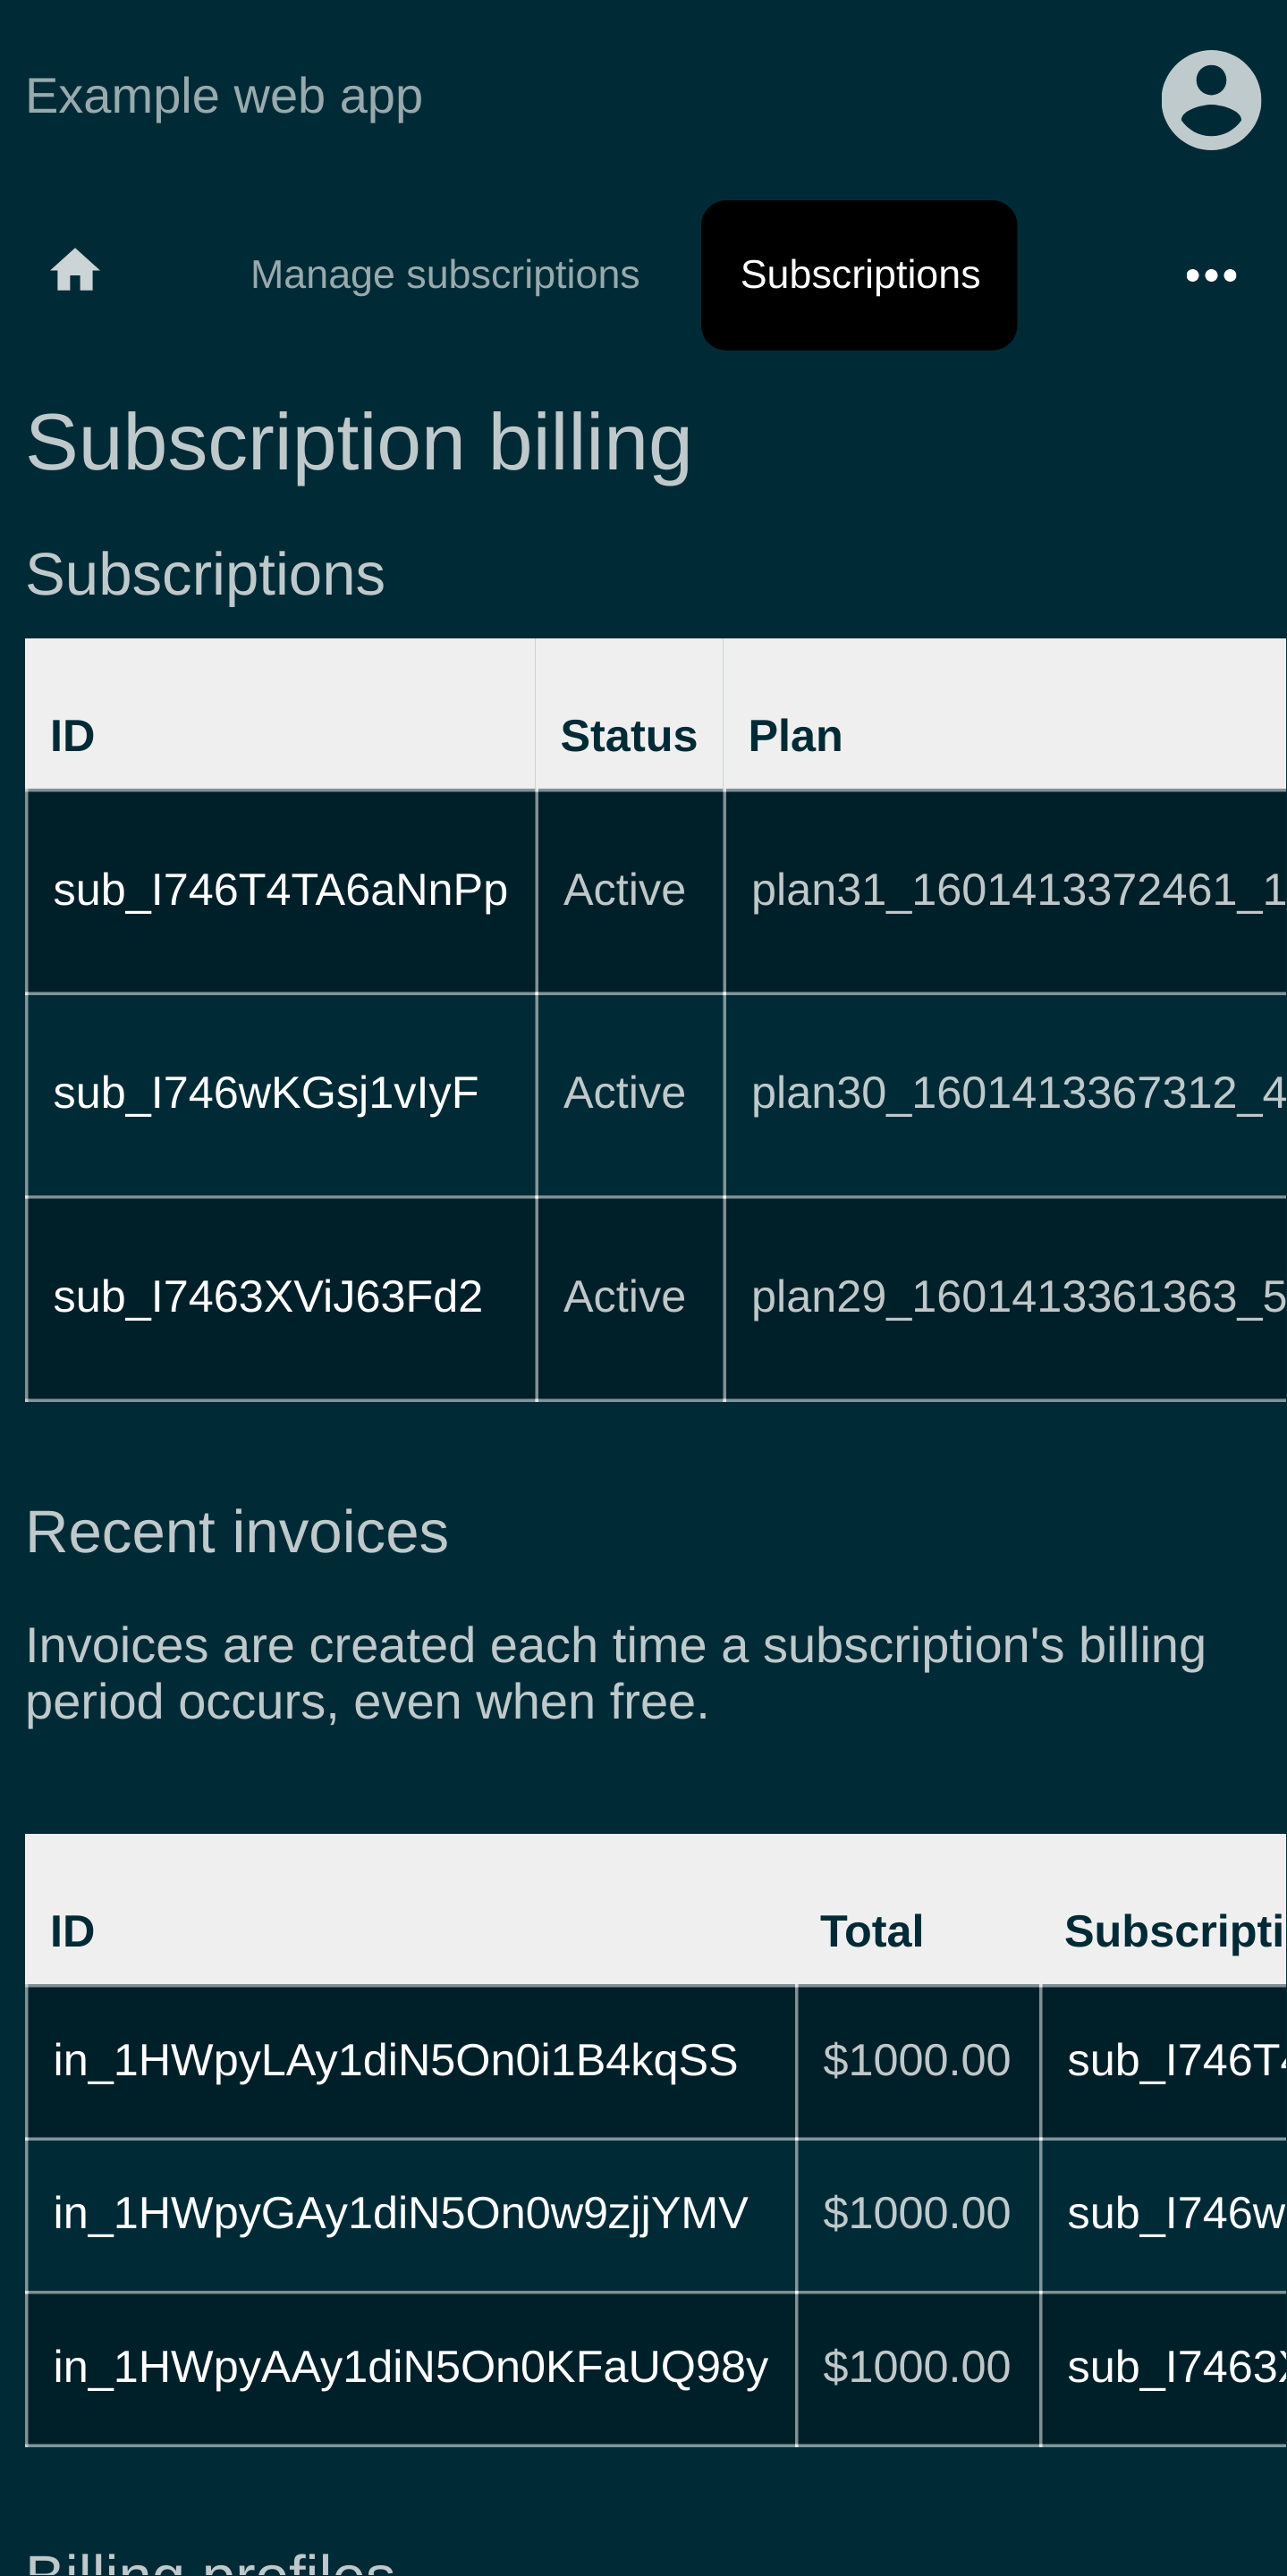 Example web app
Manage subscriptions Subscriptions
Subscription billing
Subscriptions
ID Status Plan
sub_I746T4TA6aNnPp Active plan31_1601413372461_1
sub_I746wKGsj1vIyF Active plan30_1601413367312_4
sub_I7463XViJ63Fd2 Active plan29_1601413361363_5
Recent invoices
Invoices are created each time a subscription's billing
period occurs, even when free.
ID Total Subscripti
in_1HWpyLAy1diN5On0i1B4kqSS $1000.00 sub_I746T4
in_1HWpyGAy1diN5On0w9zjjYMV $1000.00 sub_I746w
in_1HWpyAAy1diN5On0KFaUQ98y $1000.00 sub_I7463X
Billing profiles